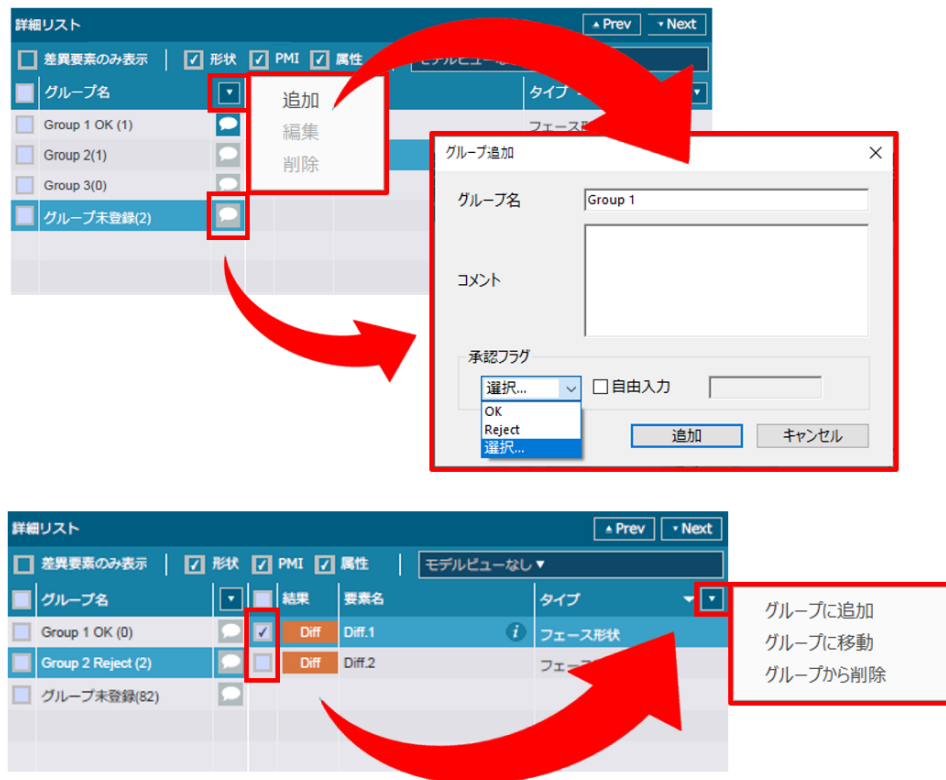 詳細リスト ▲Prev ▼Next
差異要素のみ表示 形状 PMI 属性 モデルビューな
グループ名 タイプ
Group 1 OK (1) フェース
Group 2(1)
Group 3(0)
グループ未登録(2)
追加
編集
削除
グループ追加
グループ名 Group 1
コメント
承認フラグ
選択... 自由入力
OK
Reject
選択...
追加 キャンセル
詳細リスト ▲Prev ▼Next
差異要素のみ表示 形状 PMI 属性 モデルビューなし▼
グループ名 結果 要素名 タイプ
Group 1 OK (0) Diff Diff.1 i フェース形状
Group 2 Reject (2) Diff Diff.2 フェー
グループ未登録(82)
グループに追加
グループに移動
グループから削除